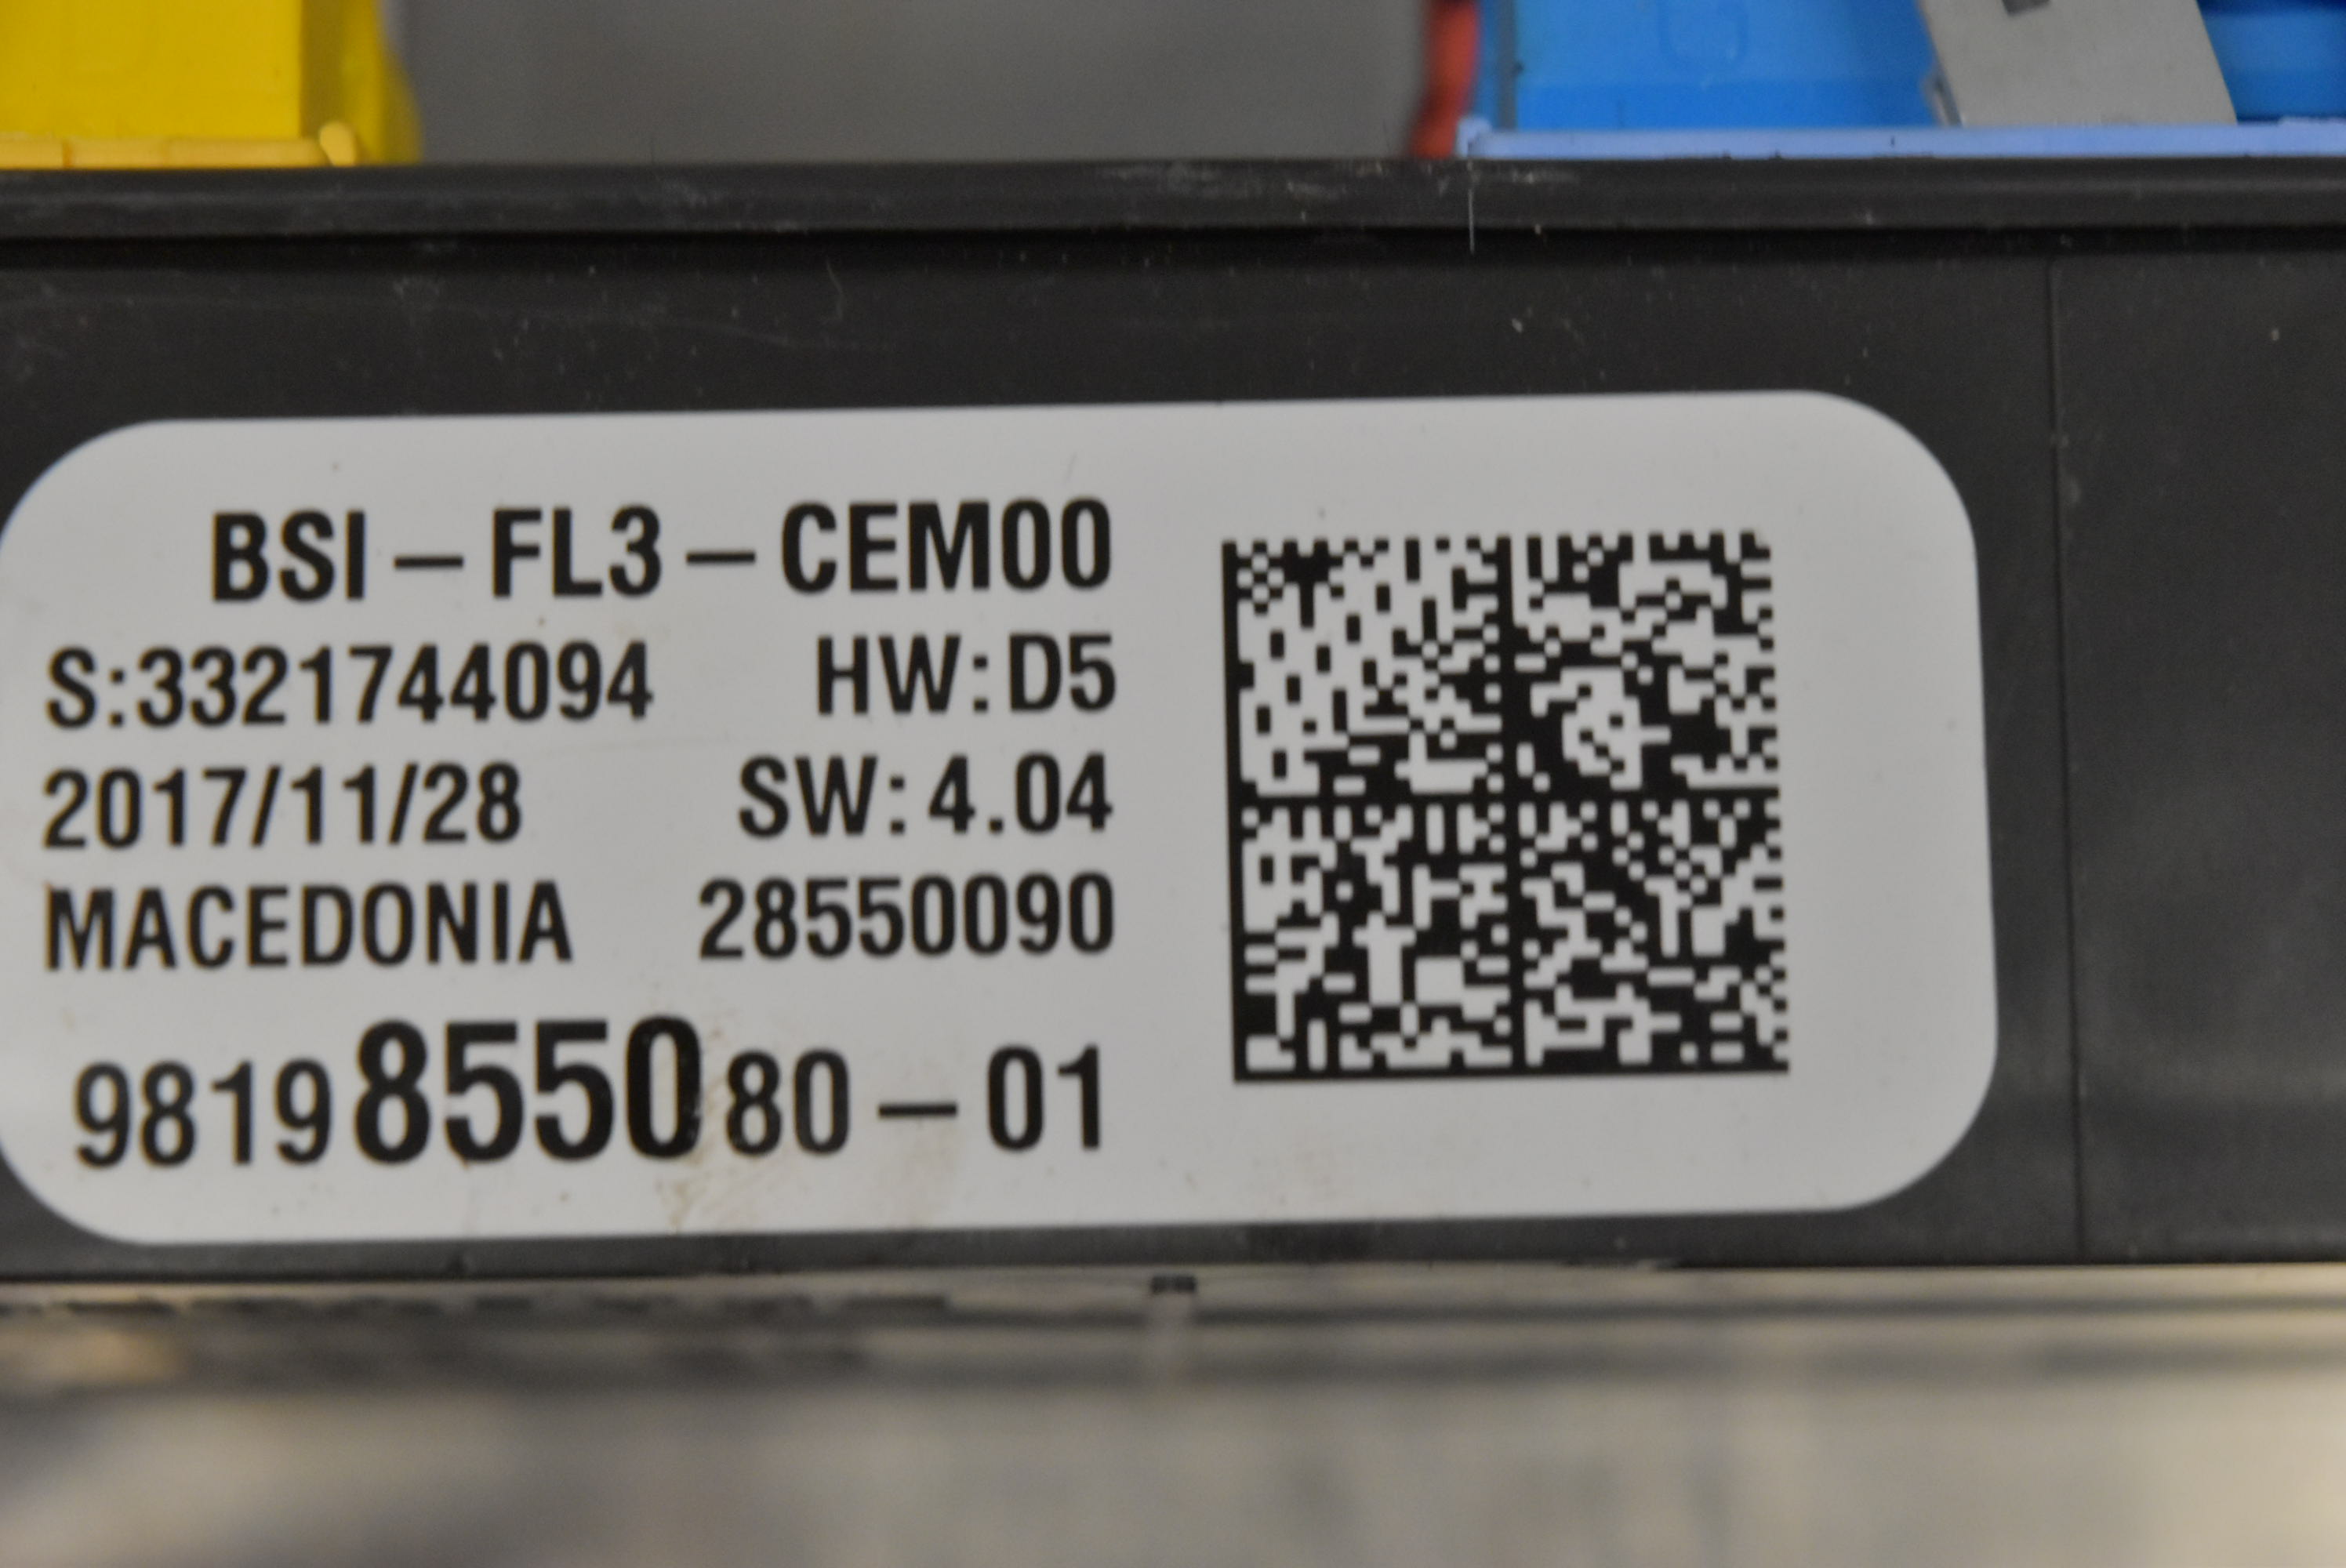 BSI – FL3 – CEM00
S:3321744094 HW:D5
2017/11/28 SW:4.04
MACEDONIA 28550090
9819855080 – 01